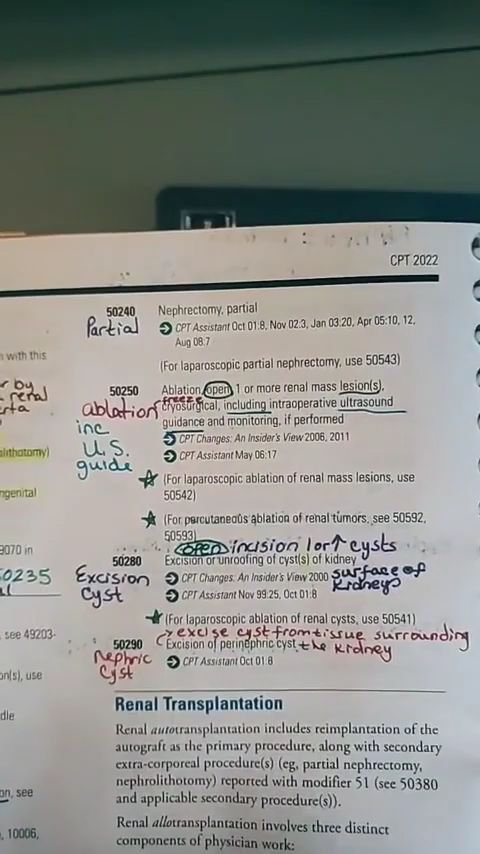 CPT 2022
50240 Nephrectomy, partial
Partial
CPT Assistant Oct 01:8, Nov 02:3, Jan 03:20, Apr 05:10, 12,
Aug 08:7
(For laparoscopic partial nephrectomy, use 50543)
50250 Ablation, open, 1 or more renal mass lesion(s),
freeze
ablation
cryosurgical, including intraoperative ultrasound
inc
guidance and monitoring, if performed
U.S.
CPT Changes: An Insider's View 2006, 2011
guide
CPT Assistant May 06:17
(For laparoscopic ablation of renal mass lesions, use
50542)
(For percutaneous ablation of renal tumors, see 50592,
50593)
open incision 1 or ↑ cysts
50280 Excision or unroofing of cyst(s) of kidney
surface of
Excision
CPT Changes: An Insider's View 2000
kidneys
Cyst
CPT Assistant Nov 99:25, Oct 01:8
(For laparoscopic ablation of renal cysts, use 50541)
excise cyst from tissue surrounding
50290 Excision of perinephric cyst
the kidney
Nephric
CPT Assistant Oct 01:8
Cyst
Renal Transplantation
Renal autotransplantation includes reimplantation of the
autograft as the primary procedure, along with secondary
extra-corporeal procedure(s) (eg, partial nephrectomy,
nephrolithotomy) reported with modifier 51 (see 50380
and applicable secondary procedure(s)).
Renal allotransplantation involves three distinct
components of physician work:
with this
by
renal
ngenital
in
50235
, see 49203-
, use
see
, 10006,